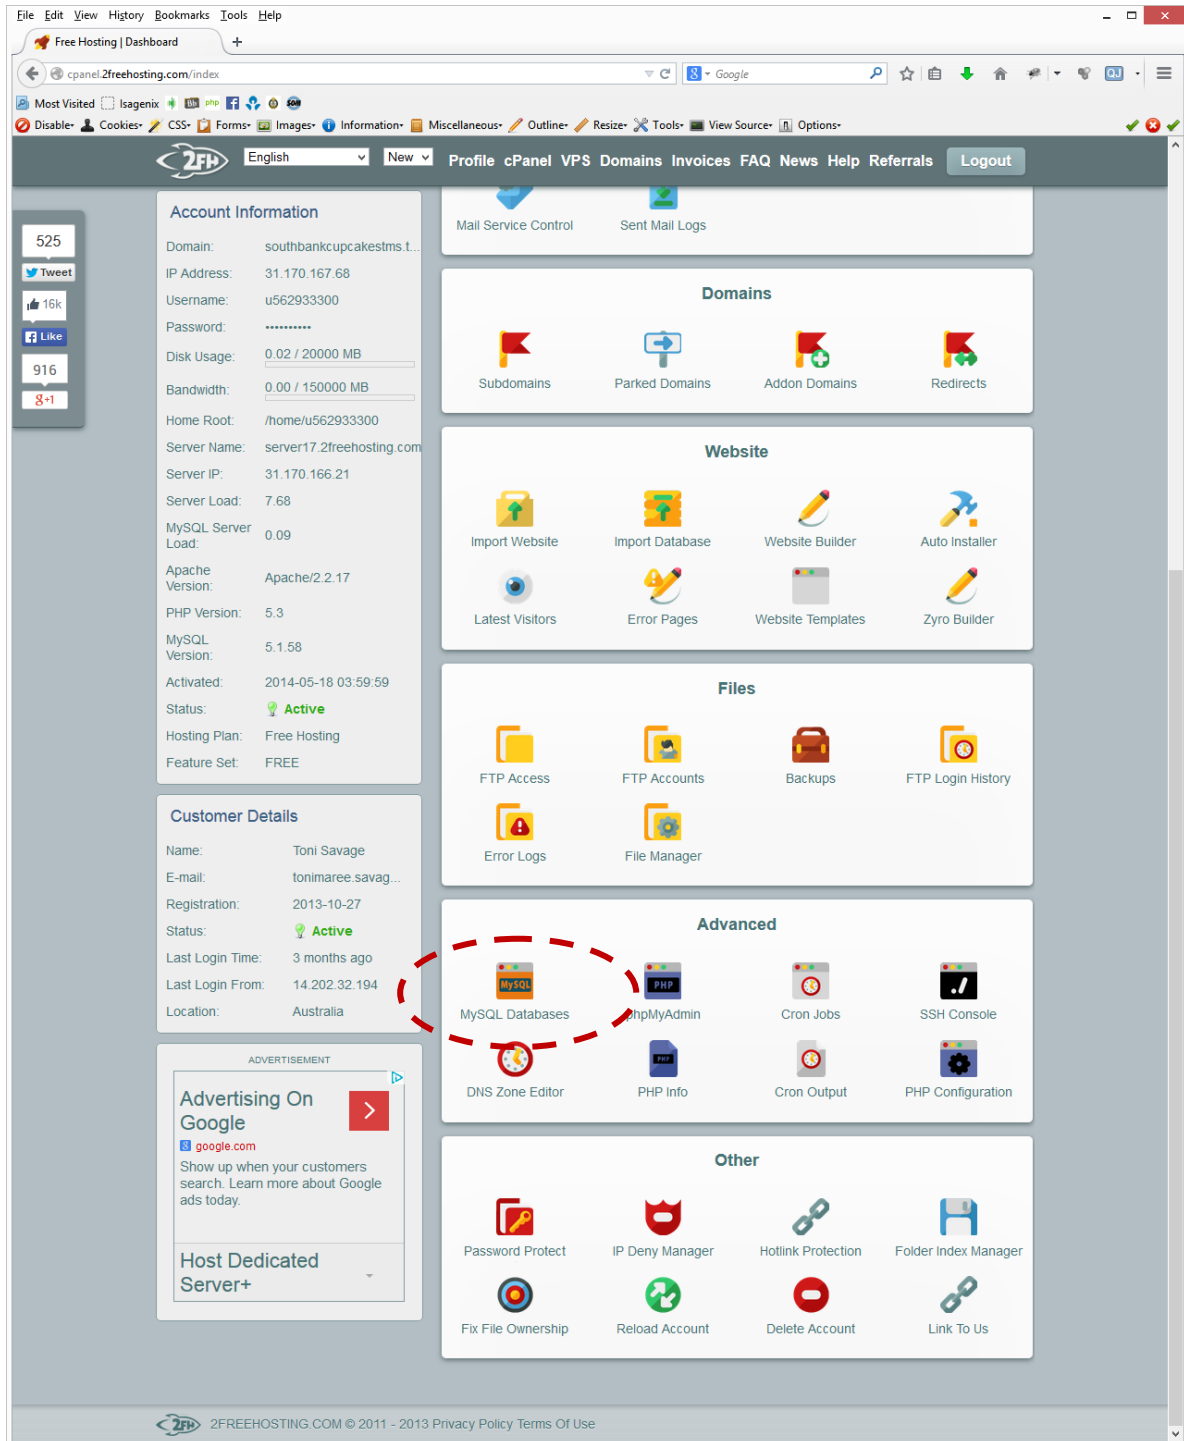 File Edit View History Bookmarks Tools Help
Free Hosting | Dashboard
cpanel.2freehosting.com/index
Google
Most Visited Isagenix Bb php
Disable Cookies CSS Forms Images Information Miscellaneous Outline Resize Tools View Source Options
2FH English New Profile cPanel VPS Domains Invoices FAQ News Help Referrals Logout
525
Tweet
16k
Like
916
g+1
Account Information
Domain: southbankcupcakestms.t...
IP Address: 31.170.167.68
Username: u562933300
Password: ••••••••••
Disk Usage: 0.02 / 20000 MB
Bandwidth: 0.00 / 150000 MB
Home Root: /home/u562933300
Server Name: server17.2freehosting.com
Server IP: 31.170.166.21
Server Load: 7.68
MySQL Server
Load: 0.09
Apache
Version: Apache/2.2.17
PHP Version: 5.3
MySQL
Version: 5.1.58
Activated: 2014-05-18 03:59:59
Status: Active
Hosting Plan: Free Hosting
Feature Set: FREE
Customer Details
Name: Toni Savage
E-mail: tonimaree.savag...
Registration: 2013-10-27
Status: Active
Last Login Time: 3 months ago
Last Login From: 14.202.32.194
Location: Australia
ADVERTISEMENT
Advertising On
Google
google.com
Show up when your customers
search. Learn more about Google
ads today.
Host Dedicated
Server+
Mail Service Control Sent Mail Logs
Domains
Subdomains Parked Domains Addon Domains Redirects
Website
Import Website Import Database Website Builder Auto Installer
Latest Visitors Error Pages Website Templates Zyro Builder
Files
FTP Access FTP Accounts Backups FTP Login History
Error Logs File Manager
Advanced
MySQL PHP
MySQL Databases phpMyAdmin Cron Jobs SSH Console
PHP
DNS Zone Editor PHP Info Cron Output PHP Configuration
Other
Password Protect IP Deny Manager Hotlink Protection Folder Index Manager
Fix File Ownership Reload Account Delete Account Link To Us
2FH 2FREEHOSTING.COM © 2011 - 2013 Privacy Policy Terms Of Use